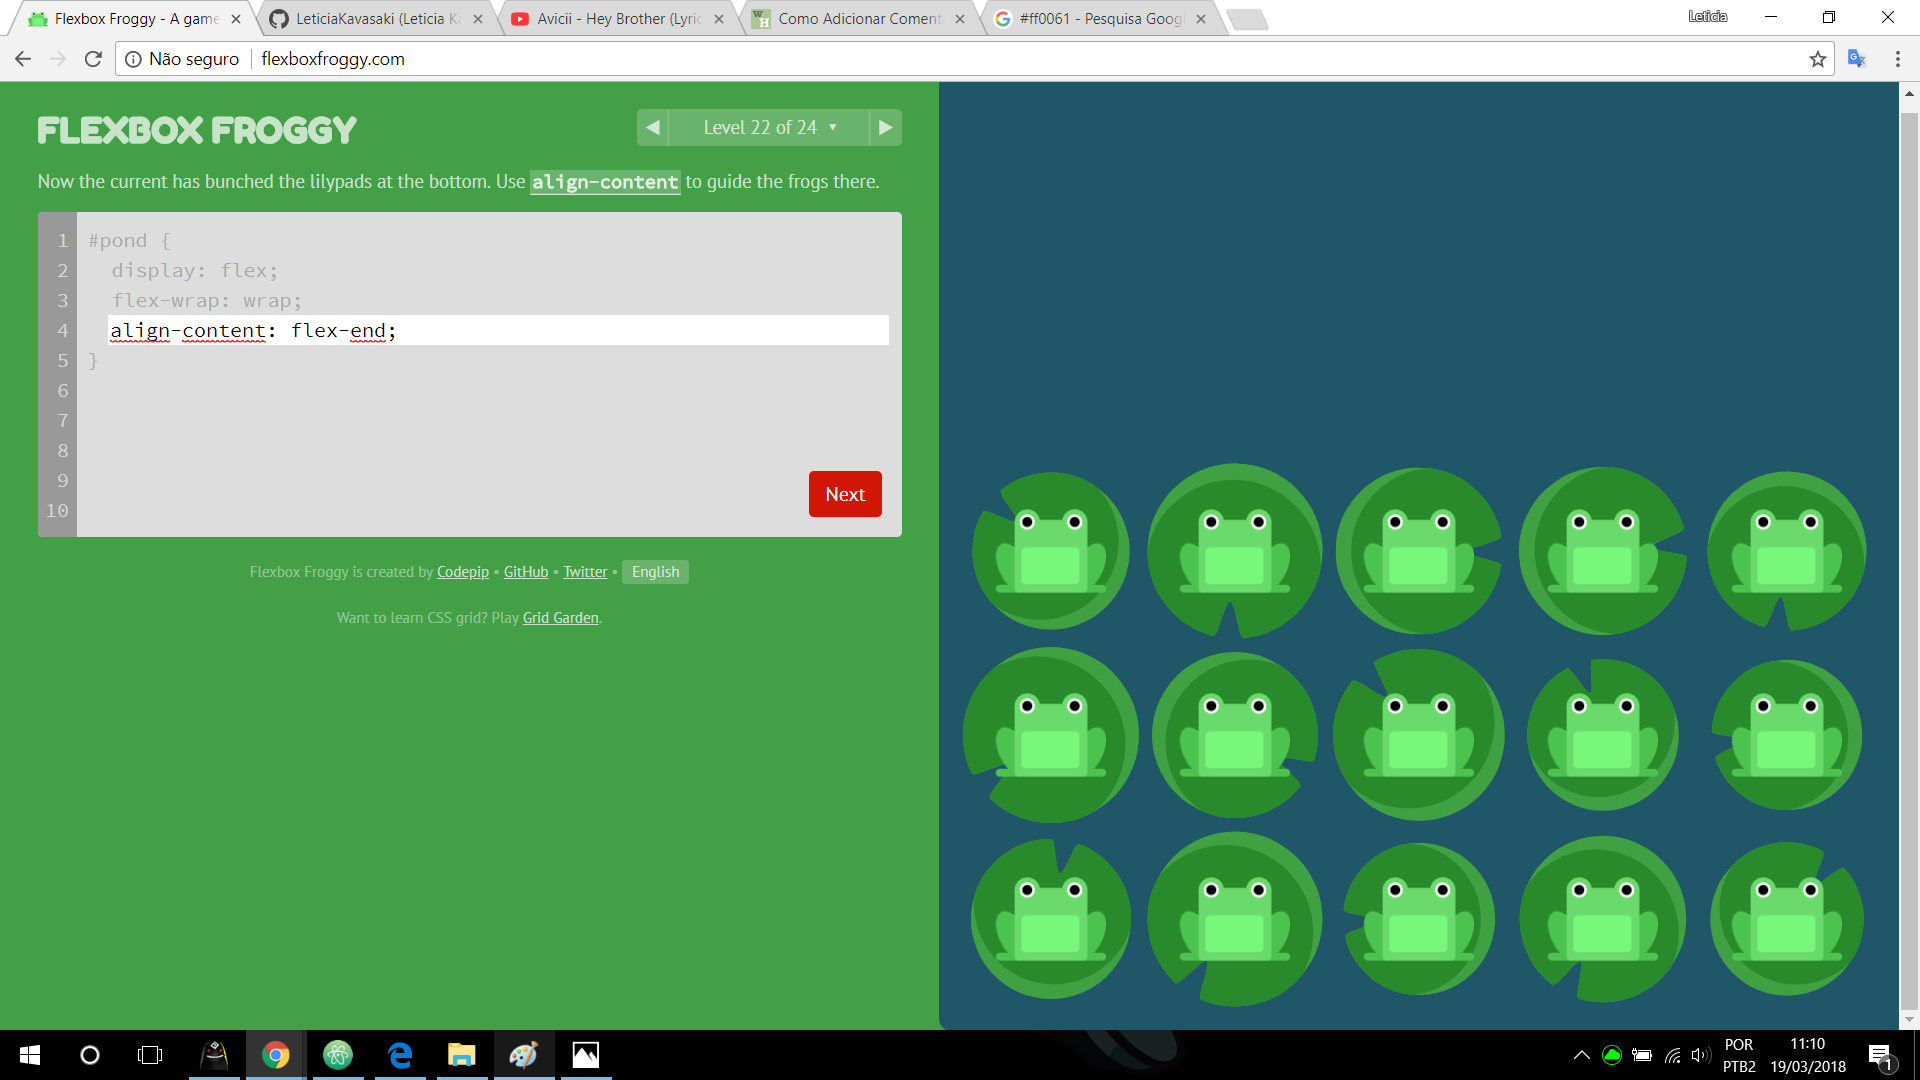 Flexbox Froggy - A game
LeticiaKavasaki (Leticia K
Avicii - Hey Brother (Lyric
Como Adicionar Coment
#ff0061 - Pesquisa Goog
Leticia
Não seguro
flexboxfroggy.com
FLEXBOX FROGGY
Level 22 of 24
Now the current has bunched the lilypads at the bottom. Use align-content to guide the frogs there.
1 #pond {
2 display: flex;
3 flex-wrap: wrap;
4 align-content: flex-end;
5 }
6
7
8
9
10
Next
Flexbox Froggy is created by Codepip • GitHub • Twitter • English
Want to learn CSS grid? Play Grid Garden.
POR 11:10
PTB2 19/03/2018
1